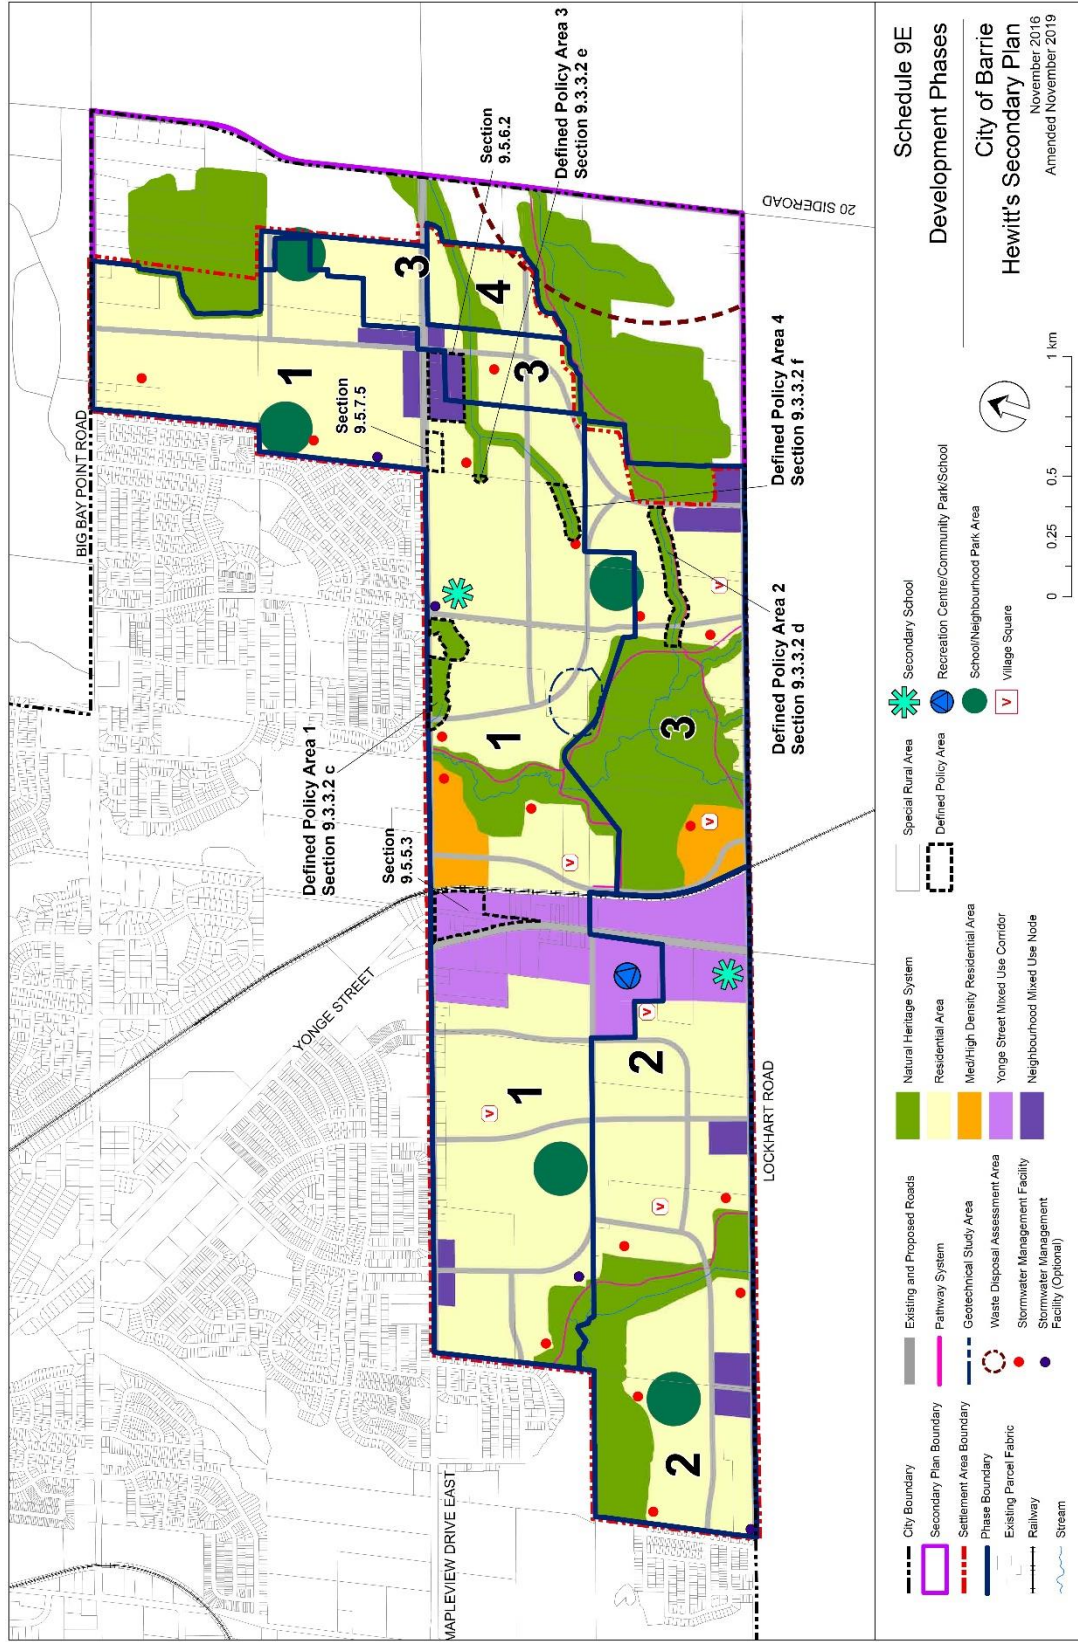 Schedule 9E
Development Phases
City of Barrie
Hewitt's Secondary Plan
November 2016
Amended November 2019
BIG BAY POINT ROAD
MAPLEVIEW DRIVE EAST
YONGE STREET
LOCKHART ROAD
20 SIDEROAD
Defined Policy Area 1
Section 9.3.3.2 c
Section
9.5.5.3
Section
9.5.7.5
Section
9.5.6.2
Defined Policy Area 3
Section 9.3.3.2 e
Defined Policy Area 4
Section 9.3.3.2 f
Defined Policy Area 2
Section 9.3.3.2 d
1
3
4
3
1
3
1
2
2
V
V
V
V
V
V
City Boundary
Secondary Plan Boundary
Settlement Area Boundary
Phase Boundary
Existing Parcel Fabric
Railway
Stream
Existing and Proposed Roads
Pathway System
Geotechnical Study Area
Waste Disposal Assessment Area
Stormwater Management Facility
Stormwater Management
Facility (Optional)
Natural Heritage System
Residential Area
Med/High Density Residential Area
Yonge Street Mixed Use Corridor
Neighbourhood Mixed Use Node
Special Rural Area
Defined Policy Area
Secondary School
Recreation Centre/Community Park/School
School/Neighbourhood Park Area
V Village Square
0 0.25 0.5 1 km